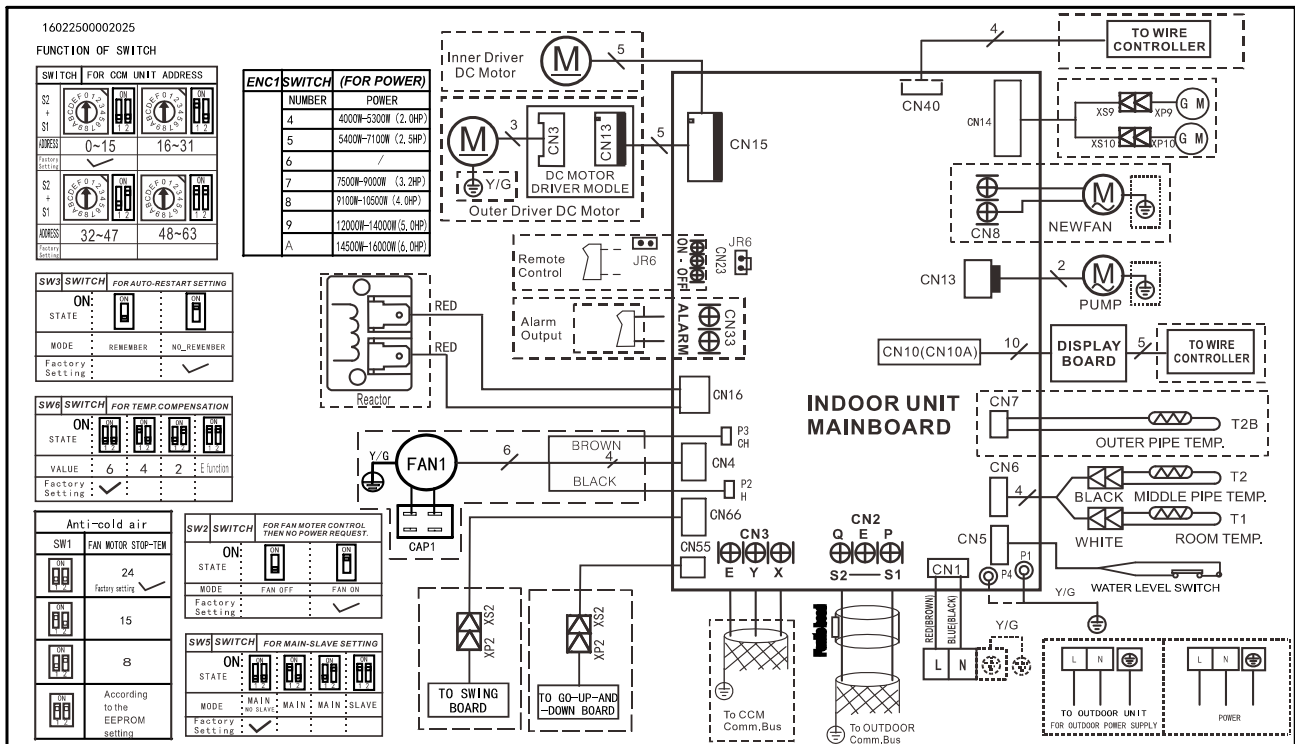 16022500002025
FUNCTION OF SWITCH
SWITCH FOR CCM UNIT ADDRESS
S2 + S1
ON
1 2
ON
1 2
ADDRESS 0~15 16~31
Factory Setting
S2 + S1
ON
1 2
ON
1 2
ADDRESS 32~47 48~63
Factory Setting
ENC1 SWITCH (FOR POWER)
NUMBER POWER
4 4000W-5300W (2.0HP)
5 5400W-7100W (2.5HP)
6 /
7 7500W-9000W (3.2HP)
8 9100W-10500W (4.0HP)
9 12000W-14000W(5.0HP)
A 14500W-16000W(6.0HP)
SW3 SWITCH FOR AUTO-RESTART SETTING
ON
STATE
ON
ON
MODE REMEMBER NO_REMEMBER
Factory Setting
SW6 SWITCH FOR TEMP.COMPENSATION
ON
STATE
VALUE 6 4 2 E function
Factory Setting
Anti-cold air
SW1 FAN MOTOR STOP-TEM
24
Factory setting
15
8
According
to the
EEPROM
setting
SW2 SWITCH FOR FAN MOTER CONTROL
THEN NO POWER REQUEST.
ON
STATE
MODE FAN OFF FAN ON
Factory Setting
SW5 SWITCH FOR MAIN-SLAVE SETTING
ON
STATE
MODE MAIN NO SLAVE MAIN MAIN SLAVE
Factory Setting
Inner Driver
DC Motor
M
5
M
3
CN3
CN13
5
CN15
DC MOTOR
DRIVER MODLE
Y/G
Outer Driver DC Motor
Remote
Control
JR6
ON - OFF
CN23
JR6
Alarm
Output
ALARM
CN33
RED
RED
Reactor
CN16
Y/G
FAN1
6
BROWN
4
BLACK
P3
CH
CN4
P2
H
CAP1
CN66
CN55
XP2 XS2
XP2 XS2
TO SWING
BOARD
TO GO-UP-AND
-DOWN BOARD
CN3
E Y X
To CCM
Comm,Bus
CN2
Q E P
S2 S1
To OUTDOOR
Comm,Bus
INDOOR UNIT
MAINBOARD
4
TO WIRE
CONTROLLER
CN40
CN14
XS9 XP9 G M
XS10 XP10 G M
CN8
M
NEWFAN
CN13
2
M
PUMP
CN10(CN10A)
10
DISPLAY
BOARD
5
TO WIRE
CONTROLLER
CN7
T2B
OUTER PIPE TEMP.
CN6
4
T2
BLACK MIDDLE PIPE TEMP.
T1
WHITE ROOM TEMP.
CN5
WATER LEVEL SWITCH
CN1
P4
P1
Y/G
RED(BROWN)
BLUE(BLACK)
Y/G
L N
L N
TO OUTDOOR UNIT
FOR OUTDOOR POWER SUPPLY
L N
POWER